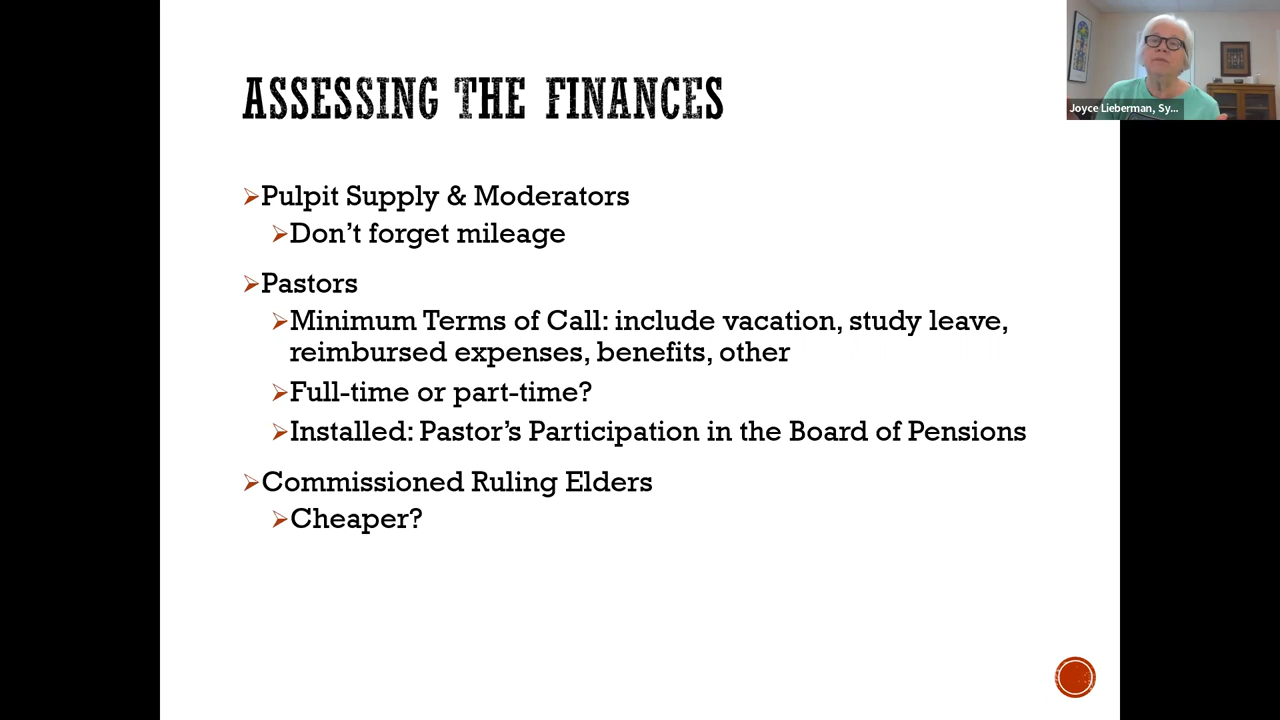 ASSESSING THE FINANCES
Joyce Lieberman, Sy...
➢Pulpit Supply & Moderators
➢Don’t forget mileage
➢Pastors
➢Minimum Terms of Call: include vacation, study leave,
reimbursed expenses, benefits, other
➢Full-time or part-time?
➢Installed: Pastor’s Participation in the Board of Pensions
➢Commissioned Ruling Elders
➢Cheaper?